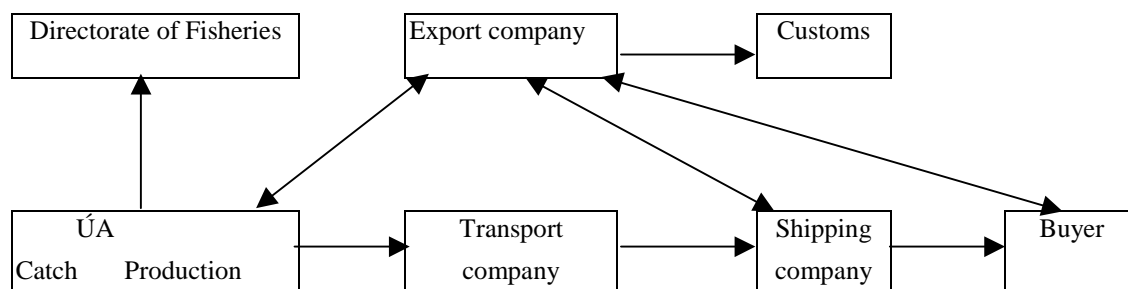 Directorate of Fisheries
Export company
Customs
ÚA
Catch Production
Transport
company
Shipping
company
Buyer